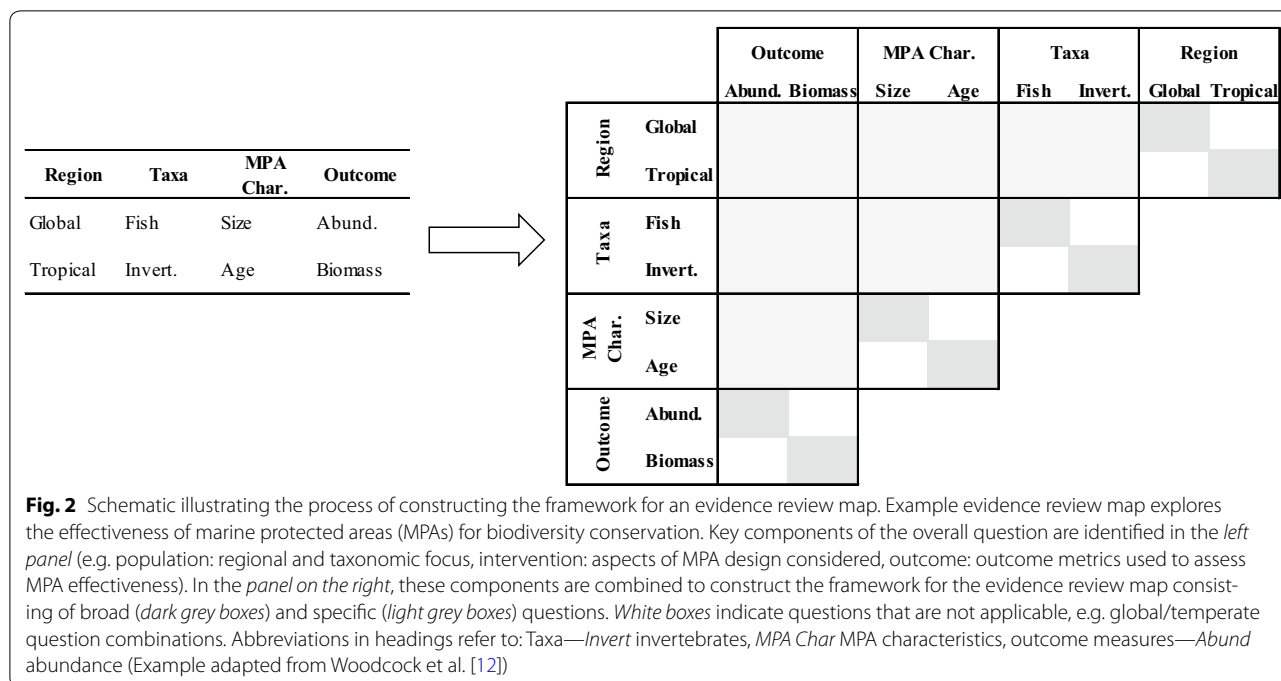 Region Taxa MPA Char. Outcome
Global Fish Size Abund.
Tropical Invert. Age Biomass
Outcome MPA Char. Taxa Region
Abund. Biomass Size Age Fish Invert. Global Tropical
Region
Global
Tropical
Taxa
Fish
Invert.
MPA
Char.
Size
Age
Outcome
Abund.
Biomass
Fig. 2 Schematic illustrating the process of constructing the framework for an evidence review map. Example evidence review map explores
the effectiveness of marine protected areas (MPAs) for biodiversity conservation. Key components of the overall question are identified in the left
panel (e.g. population: regional and taxonomic focus, intervention: aspects of MPA design considered, outcome: outcome metrics used to assess
MPA effectiveness). In the panel on the right, these components are combined to construct the framework for the evidence review map consist-
ing of broad (dark grey boxes) and specific (light grey boxes) questions. White boxes indicate questions that are not applicable, e.g. global/temperate
question combinations. Abbreviations in headings refer to: Taxa—Invert invertebrates, MPA Char MPA characteristics, outcome measures—Abund
abundance (Example adapted from Woodcock et al. [12])